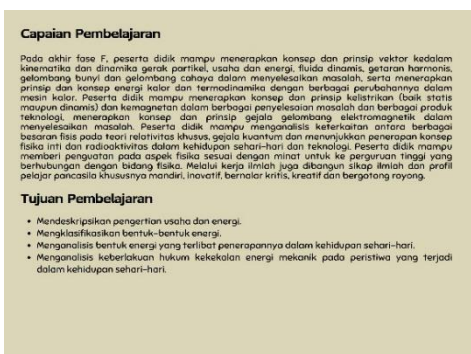 Capaian Pembelajaran
Pada akhir fase F, peserta didik mampu menerapkan konsep dan prinsip vektor kedalam
kinematika dan dinamika gerak partikel, usaha dan energi, fluida dinamis, getaran harmonis,
gelombang bunyi dan gelombang cahaya dalam menyelesaikan masalah, serta menerapkan
prinsip dan konsep energi kalor dan termodinamika dengan berbagai perubahannya dalam
mesin kalor. Peserta didik mampu menerapkan konsep dan prinsip kelistrikan (baik statis
maupun dinamis) dan kemagnetan dalam berbagai penyelesaian masalah dan berbagai produk
teknologi, menerapkan konsep dan prinsip gejala gelombang elektromagnetik dalam
menyelesaikan masalah. Peserta didik mampu menganalisis keterkaitan antara berbagai
besaran fisis pada teori relativitas khusus, gejala kuantum dan menunjukkan penerapan konsep
fisika inti dan radioaktivitas dalam kehidupan sehari-hari dan teknologi. Peserta didik mampu
memberi penguatan pada aspek fisika sesuai dengan minat untuk ke perguruan tinggi yang
berhubungan dengan bidang fisika. Melalui kerja ilmiah juga dibangun sikap ilmiah dan profil
pelajar pancasila khususnya mandiri, inovatif, bernalar kritis, kreatif dan bergotong royong.
Tujuan Pembelajaran
• Mendeskripsikan pengertian usaha dan energi.
• Mengklasifikasikan bentuk-bentuk energi.
• Menganalisis bentuk energi yang terlibat penerapannya dalam kehidupan sehari-hari.
• Menganalisis keberlakuan hukum kekekalan energi mekanik pada peristiwa yang terjadi
dalam kehidupan sehari-hari.